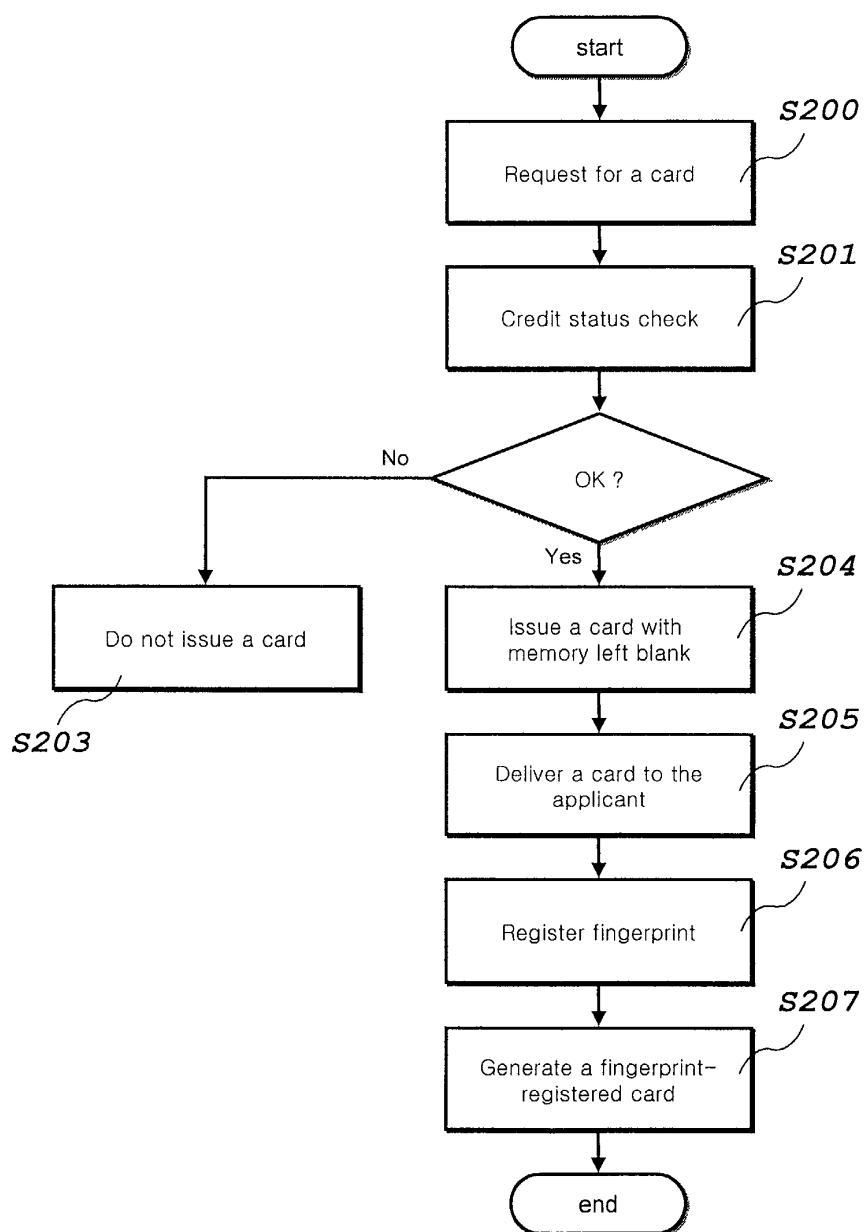 start
S200
Request for a card
S201
Credit status check
No
OK ?
Yes
S204
Do not issue a card
Issue a card with
memory left blank
S203
S205
Deliver a card to the
applicant
S206
Register fingerprint
S207
Generate a fingerprint-
registered card
end